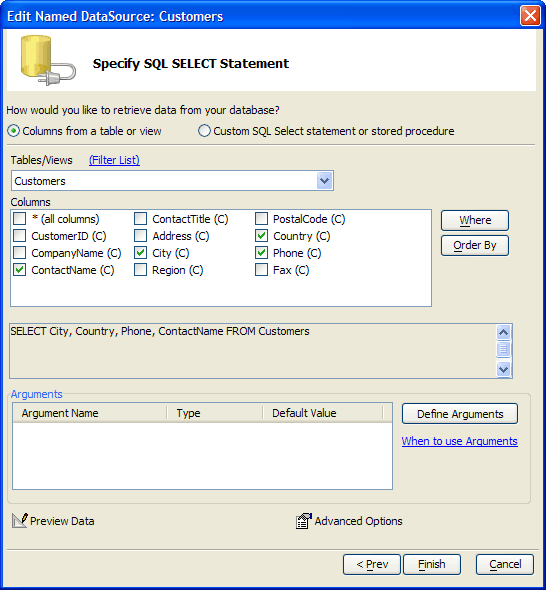 Edit Named DataSource: Customers
Specify SQL SELECT Statement
How would you like to retrieve data from your database?
Columns from a table or view Custom SQL Select statement or stored procedure
Tables/Views (Filter List)
Customers
Columns
* (all columns) ContactTitle (C) PostalCode (C) Where
CustomerID (C) Address (C) Country (C) Order By
CompanyName (C) City (C) Phone (C)
ContactName (C) Region (C) Fax (C)
SELECT City, Country, Phone, ContactName FROM Customers
Arguments
Argument Name Type Default Value Define Arguments
When to use Arguments
Preview Data Advanced Options
< Prev Finish Cancel